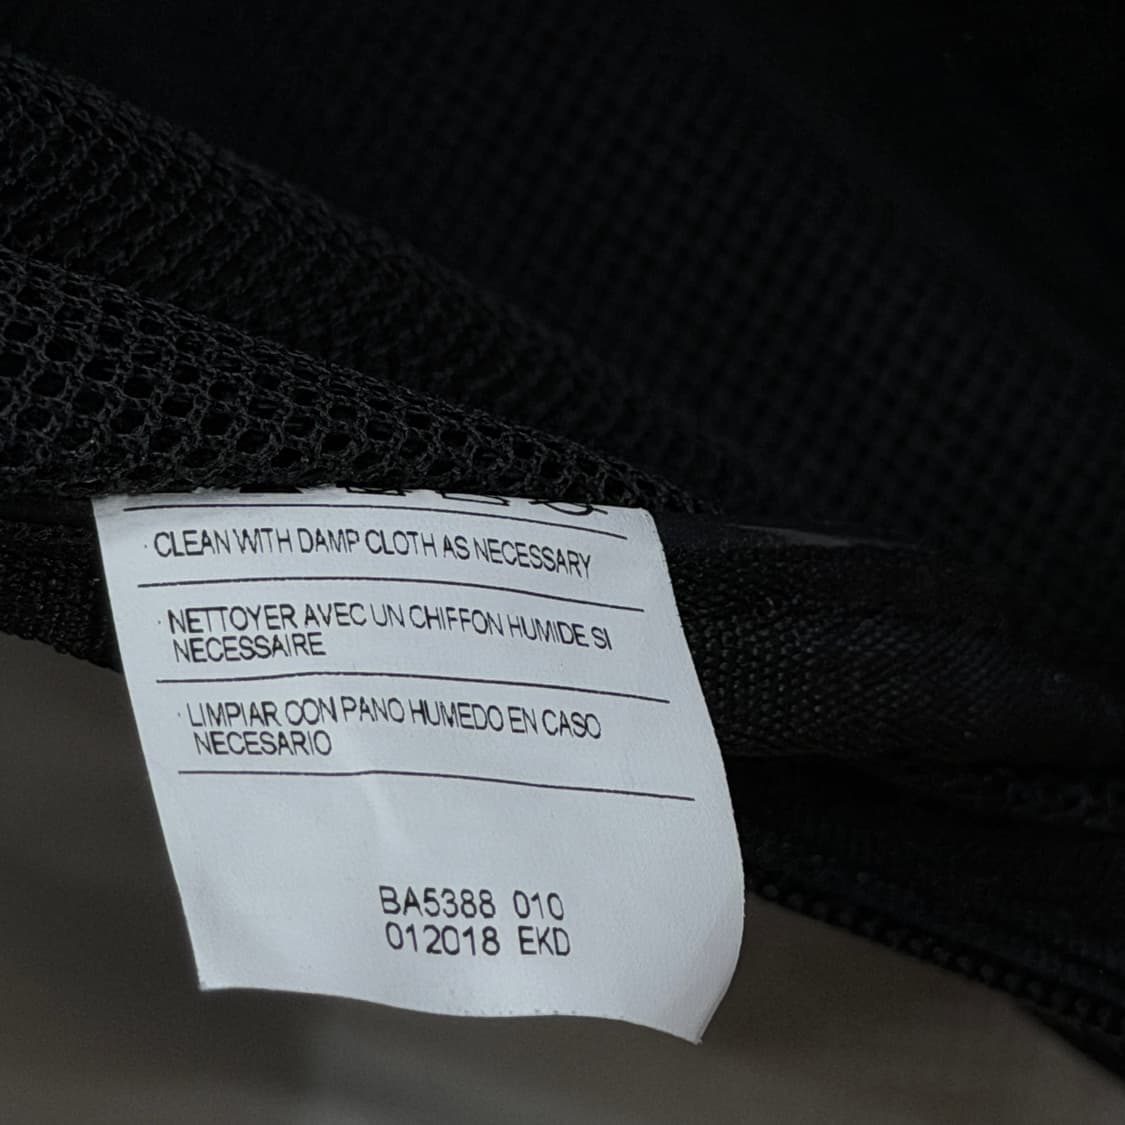 · CLEAN WITH DAMP CLOTH AS NECESSARY
· NETTOYER AVEC UN CHIFFON HUMIDE SI
NECESSAIRE
· LIMPIAR CON PANO HUMEDO EN CASO
NECESARIO
BA5388 010
012018 EKD